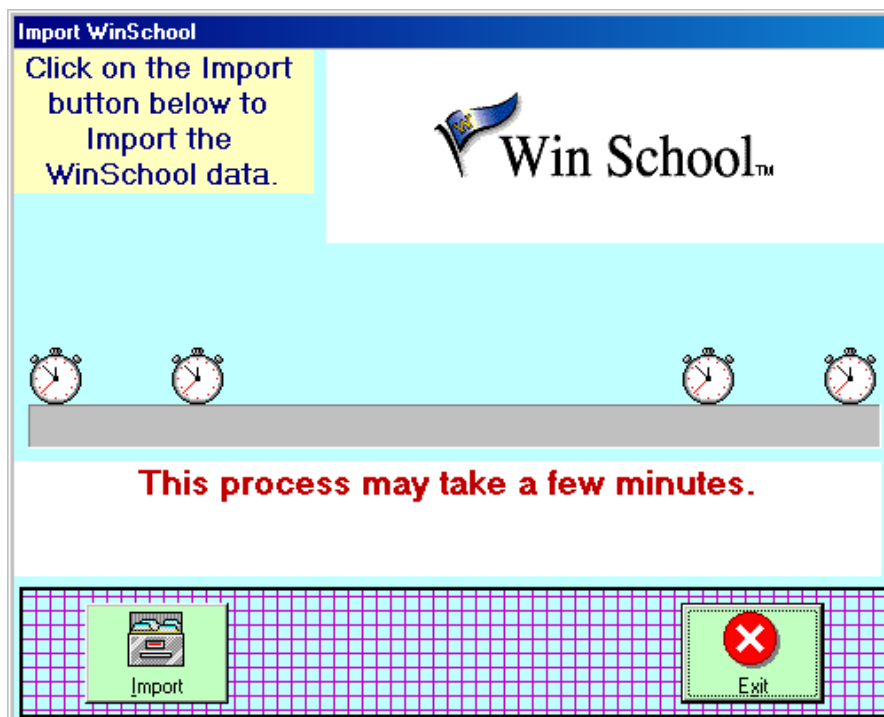 Import WinSchool
Click on the Import
button below to
Import the
WinSchool data.
W
Win School™
This process may take a few minutes.
Import
Exit